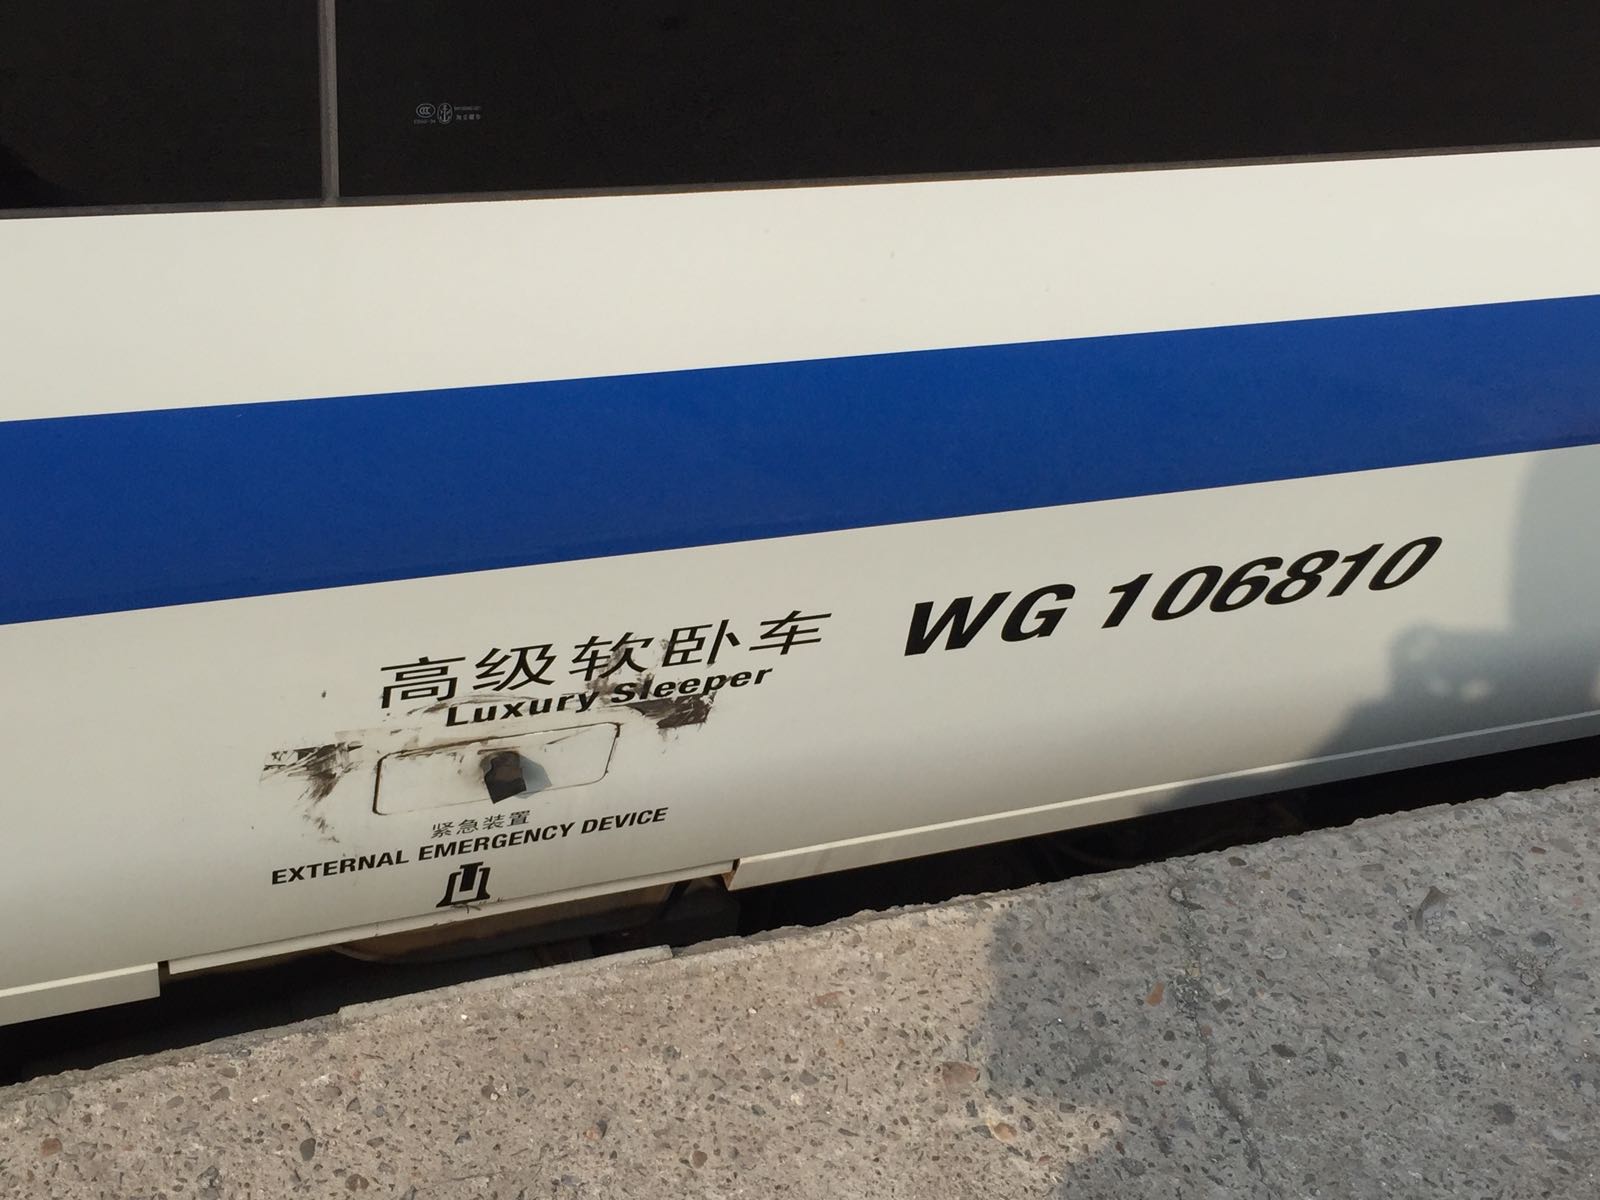 高级软卧车 WG 106810
Luxury Sleeper
紧急装置
EXTERNAL EMERGENCY DEVICE